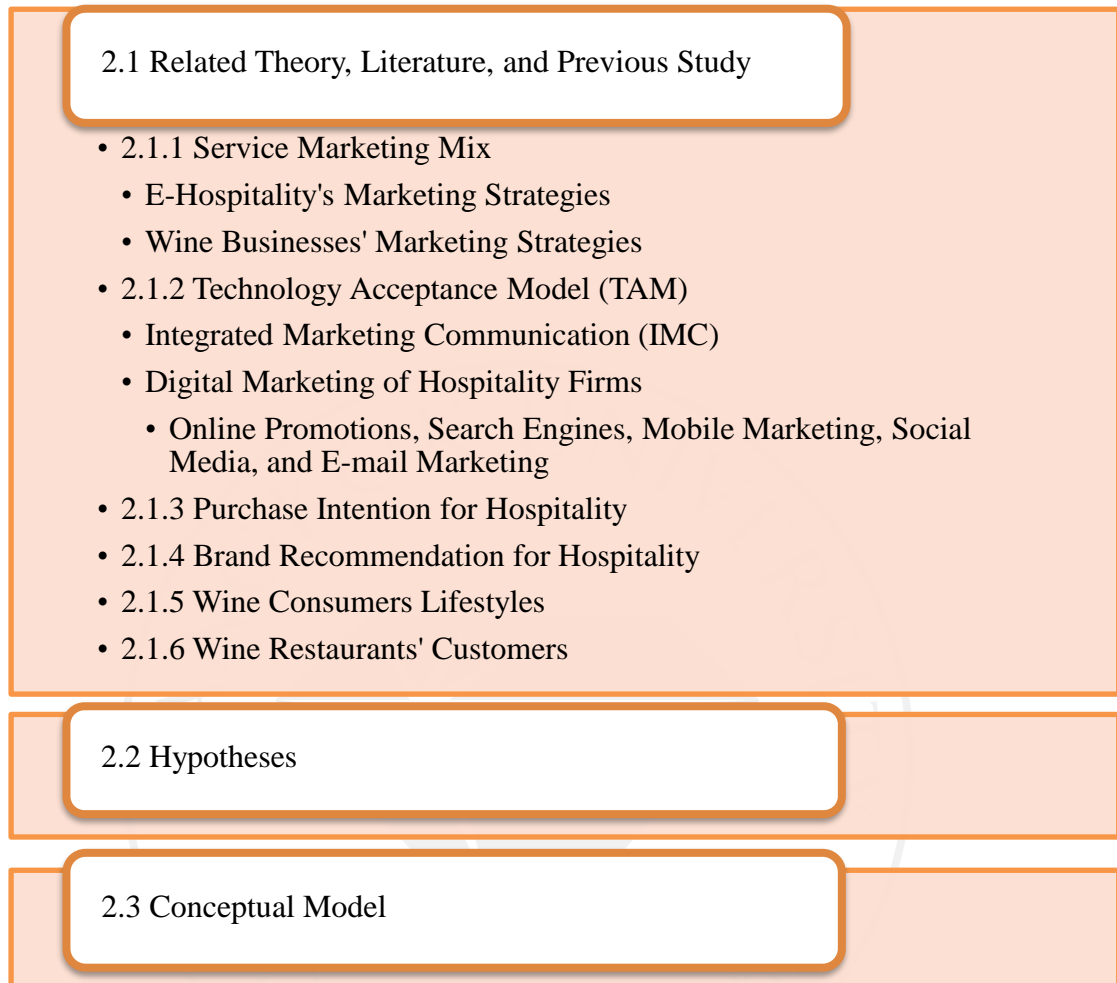 2.1 Related Theory, Literature, and Previous Study
• 2.1.1 Service Marketing Mix
• E-Hospitality's Marketing Strategies
• Wine Businesses' Marketing Strategies
• 2.1.2 Technology Acceptance Model (TAM)
• Integrated Marketing Communication (IMC)
• Digital Marketing of Hospitality Firms
• Online Promotions, Search Engines, Mobile Marketing, Social
Media, and E-mail Marketing
• 2.1.3 Purchase Intention for Hospitality
• 2.1.4 Brand Recommendation for Hospitality
• 2.1.5 Wine Consumers Lifestyles
• 2.1.6 Wine Restaurants' Customers
2.2 Hypotheses
2.3 Conceptual Model